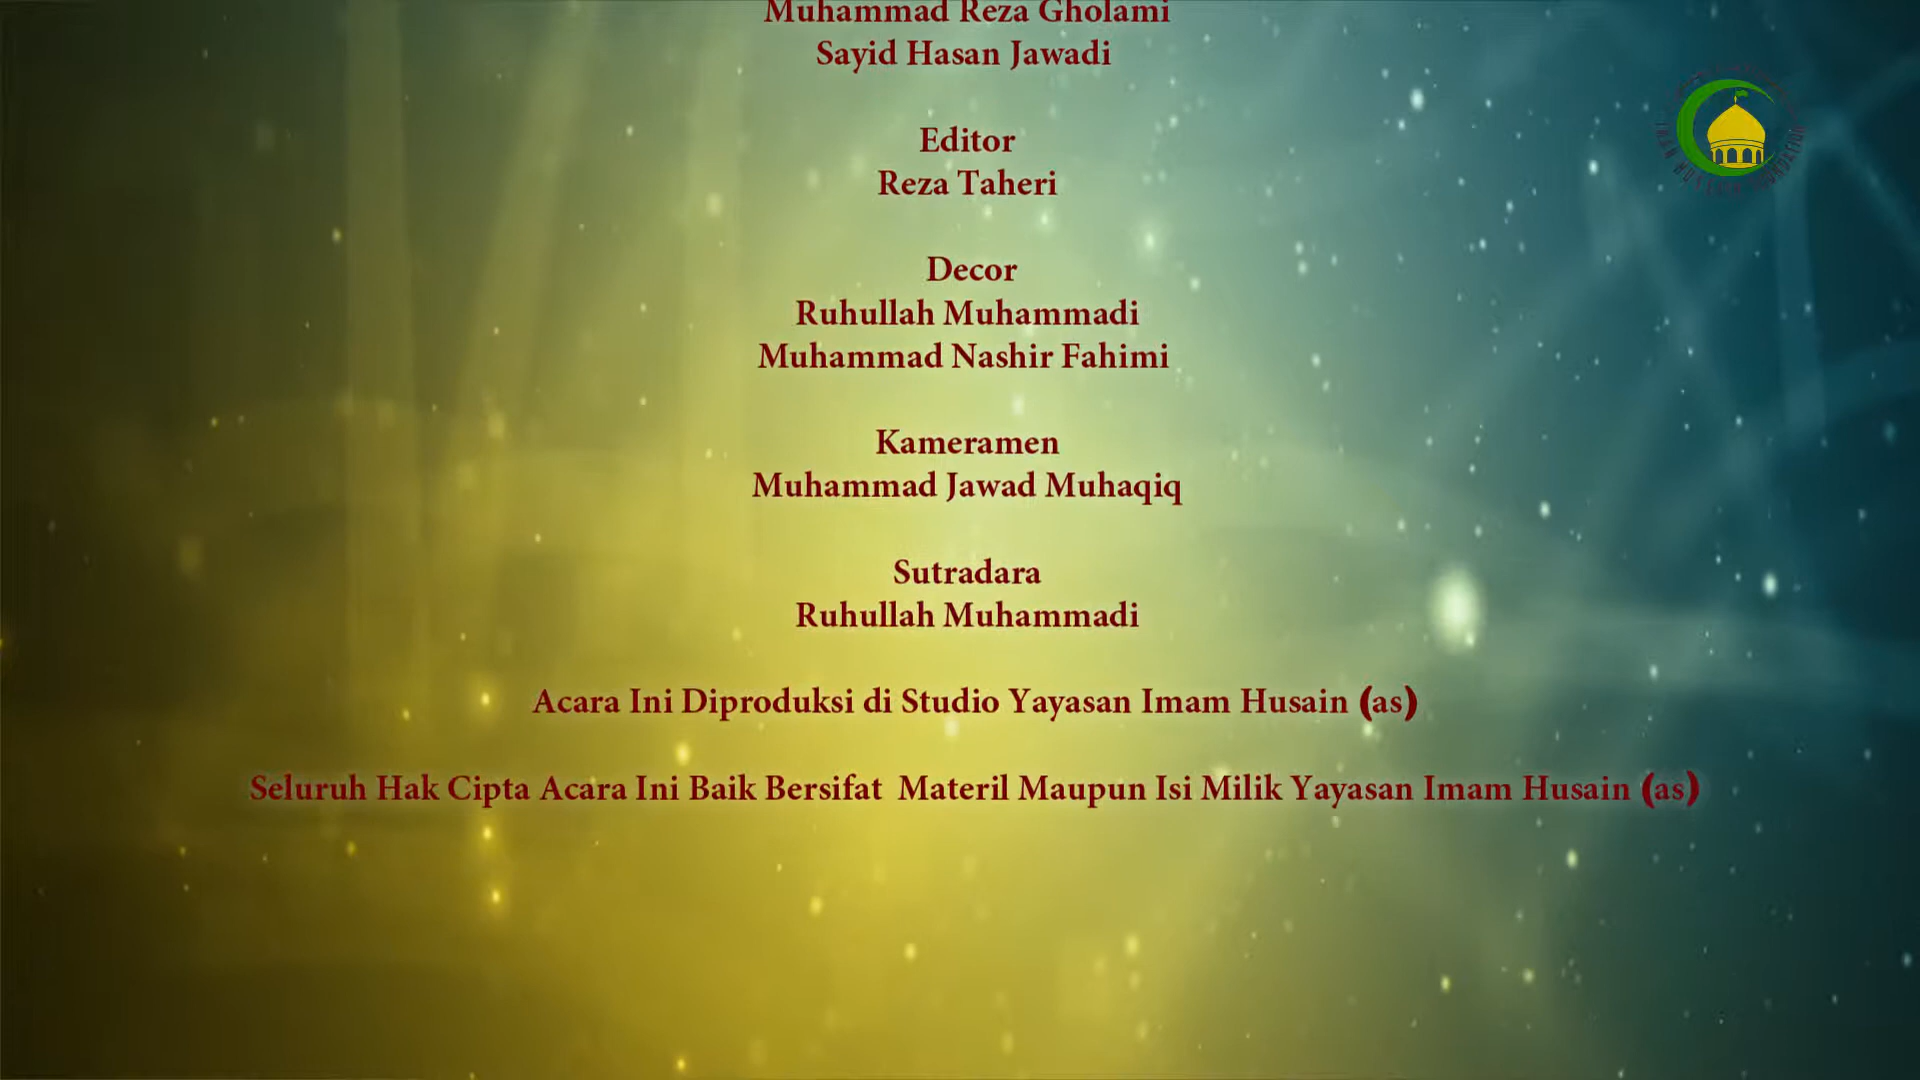 Muhammad Reza Gholami
Sayid Hasan Jawadi
Editor
Reza Taheri
Decor
Ruhullah Muhammadi
Muhammad Nashir Fahimi
Kameramen
Muhammad Jawad Muhaqiq
Sutradara
Ruhullah Muhammadi
Acara Ini Diproduksi di Studio Yayasan Imam Husain (as)
Seluruh Hak Cipta Acara Ini Baik Bersifat  Materil Maupun Isi Milik Yayasan Imam Husain (as)